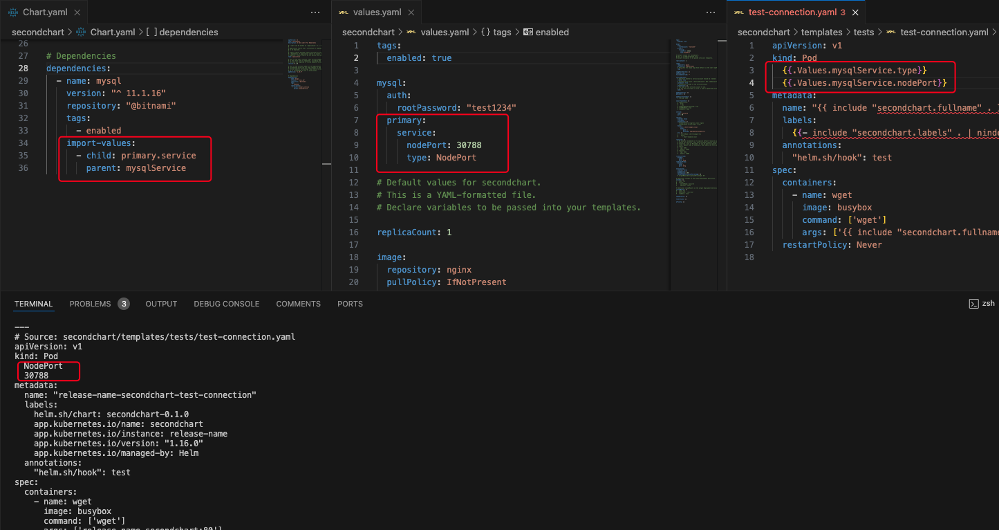 Chart.yaml
secondchart > Chart.yaml > [ ] dependencies
26
27 # Dependencies
28 dependencies:
29 - name: mysql
30 version: "^ 11.1.16"
31 repository: "@bitnami"
32 tags:
33 - enabled
34 import-values:
35 - child: primary.service
36 parent: mysqlService
values.yaml
secondchart > values.yaml > {} tags > enabled
1 tags:
2 enabled: true
3
4 mysql:
5 auth:
6 rootPassword: "test1234"
7 primary:
8 service:
9 nodePort: 30788
10 type: NodePort
11
12 # Default values for secondchart.
13 # This is a YAML-formatted file.
14 # Declare variables to be passed into your templates.
15
16 replicaCount: 1
17
18 image:
19 repository: nginx
20 pullPolicy: IfNotPresent
test-connection.yaml 3
secondchart > templates > tests > test-connection.yaml >
1 apiVersion: v1
2 kind: Pod
3 {{.Values.mysqlService.type}}
4 {{.Values.mysqlService.nodePort}}
5 metadata:
6 name: "{{ include "secondchart.fullname" .
7 labels:
8 {{- include "secondchart.labels" . | nind
9 annotations:
10 "helm.sh/hook": test
11 spec:
12 containers:
13 - name: wget
14 image: busybox
15 command: ['wget']
16 args: ['{{ include "secondchart.fullname
17 restartPolicy: Never
18
TERMINAL PROBLEMS 3 OUTPUT DEBUG CONSOLE COMMENTS PORTS zsh
---
# Source: secondchart/templates/tests/test-connection.yaml
apiVersion: v1
kind: Pod
NodePort
30788
metadata:
name: "release-name-secondchart-test-connection"
labels:
helm.sh/chart: secondchart-0.1.0
app.kubernetes.io/name: secondchart
app.kubernetes.io/instance: release-name
app.kubernetes.io/version: "1.16.0"
app.kubernetes.io/managed-by: Helm
annotations:
"helm.sh/hook": test
spec:
containers:
- name: wget
image: busybox
command: ['wget']
args: ['release-name-secondchart:80']